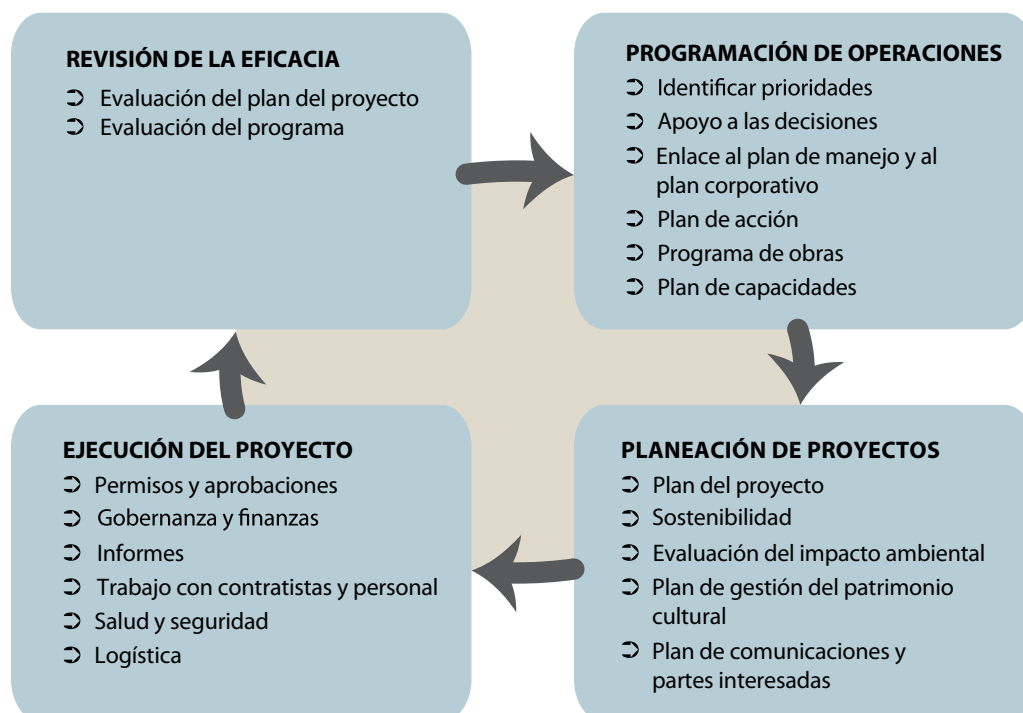 REVISIÓN DE LA EFICACIA
➲ Evaluación del plan del proyecto
➲ Evaluación del programa
PROGRAMACIÓN DE OPERACIONES
➲ Identificar prioridades
➲ Apoyo a las decisiones
➲ Enlace al plan de manejo y al
plan corporativo
➲ Plan de acción
➲ Programa de obras
➲ Plan de capacidades
PLANEACIÓN DE PROYECTOS
➲ Plan del proyecto
➲ Sostenibilidad
➲ Evaluación del impacto ambiental
➲ Plan de gestión del patrimonio
cultural
➲ Plan de comunicaciones y
partes interesadas
EJECUCIÓN DEL PROYECTO
➲ Permisos y aprobaciones
➲ Gobernanza y finanzas
➲ Informes
➲ Trabajo con contratistas y personal
➲ Salud y seguridad
➲ Logística